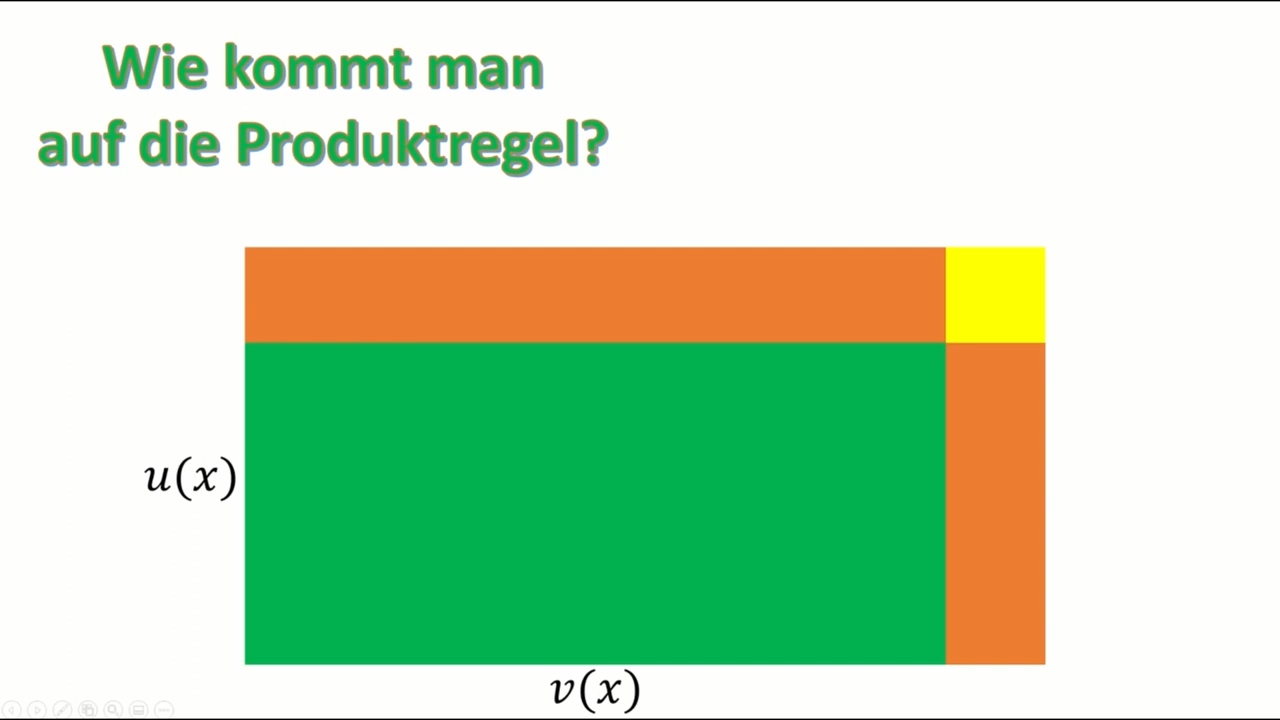 Wie kommt man
auf die Produktregel?
u(x)
v(x)